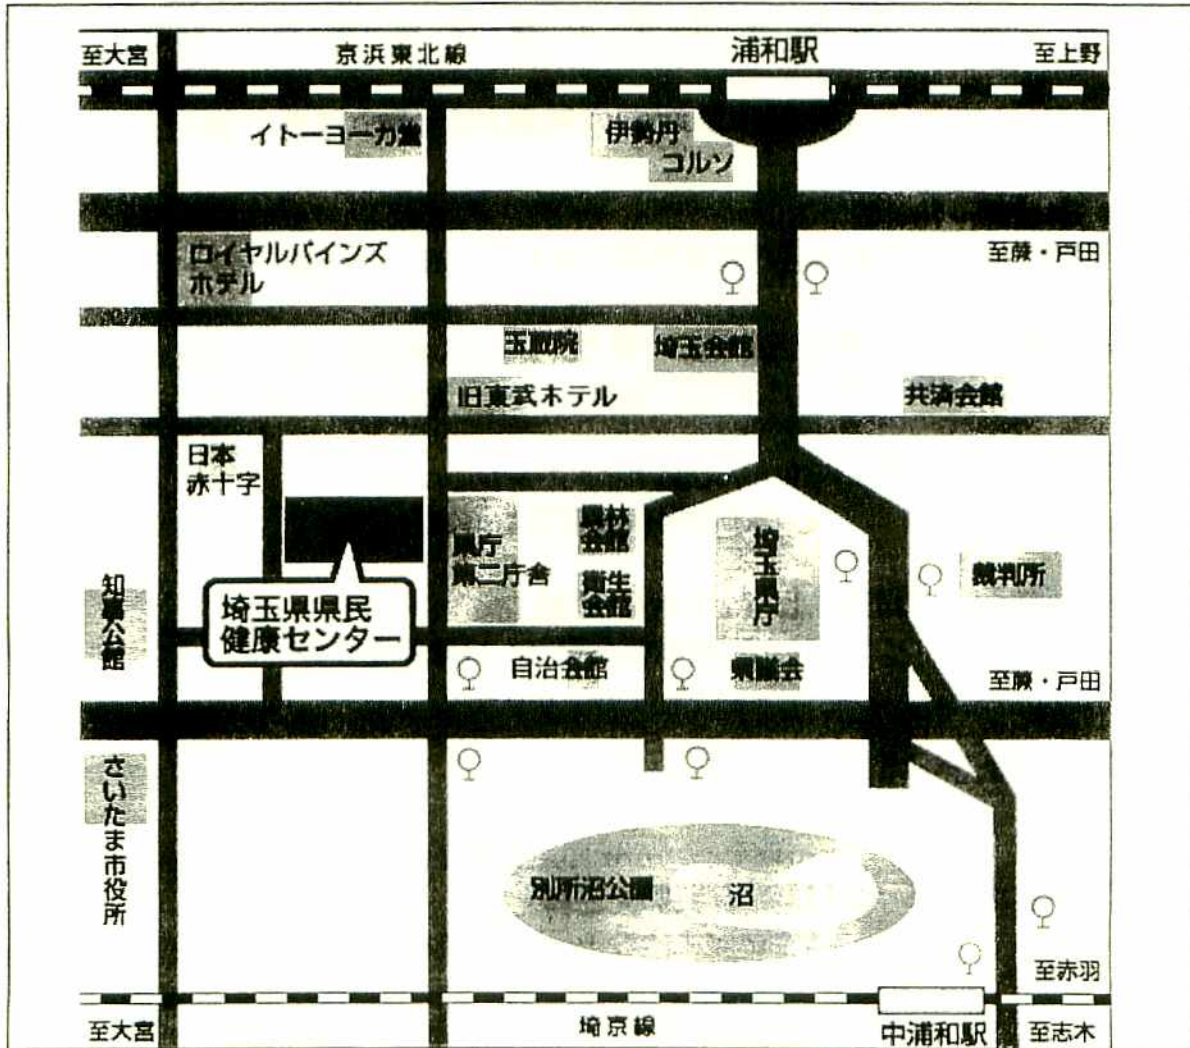 至大宮
京浜東北線
浦和駅
至上野
イトーヨーカ堂
伊勢丹
コルソ
ロイヤルパインズ
ホテル
至蕨・戸田
玉蔵院
埼玉会館
旧東武ホテル
共済会館
日本
赤十字
県庁
第二庁舎
農林
会館
衛生
会館
埼玉県庁
裁判所
知事公館
埼玉県県民
健康センター
自治会館
県議会
至蕨・戸田
さいたま市役所
別所沼公園
沼
至赤羽
至大宮
埼京線
中浦和駅
至志木